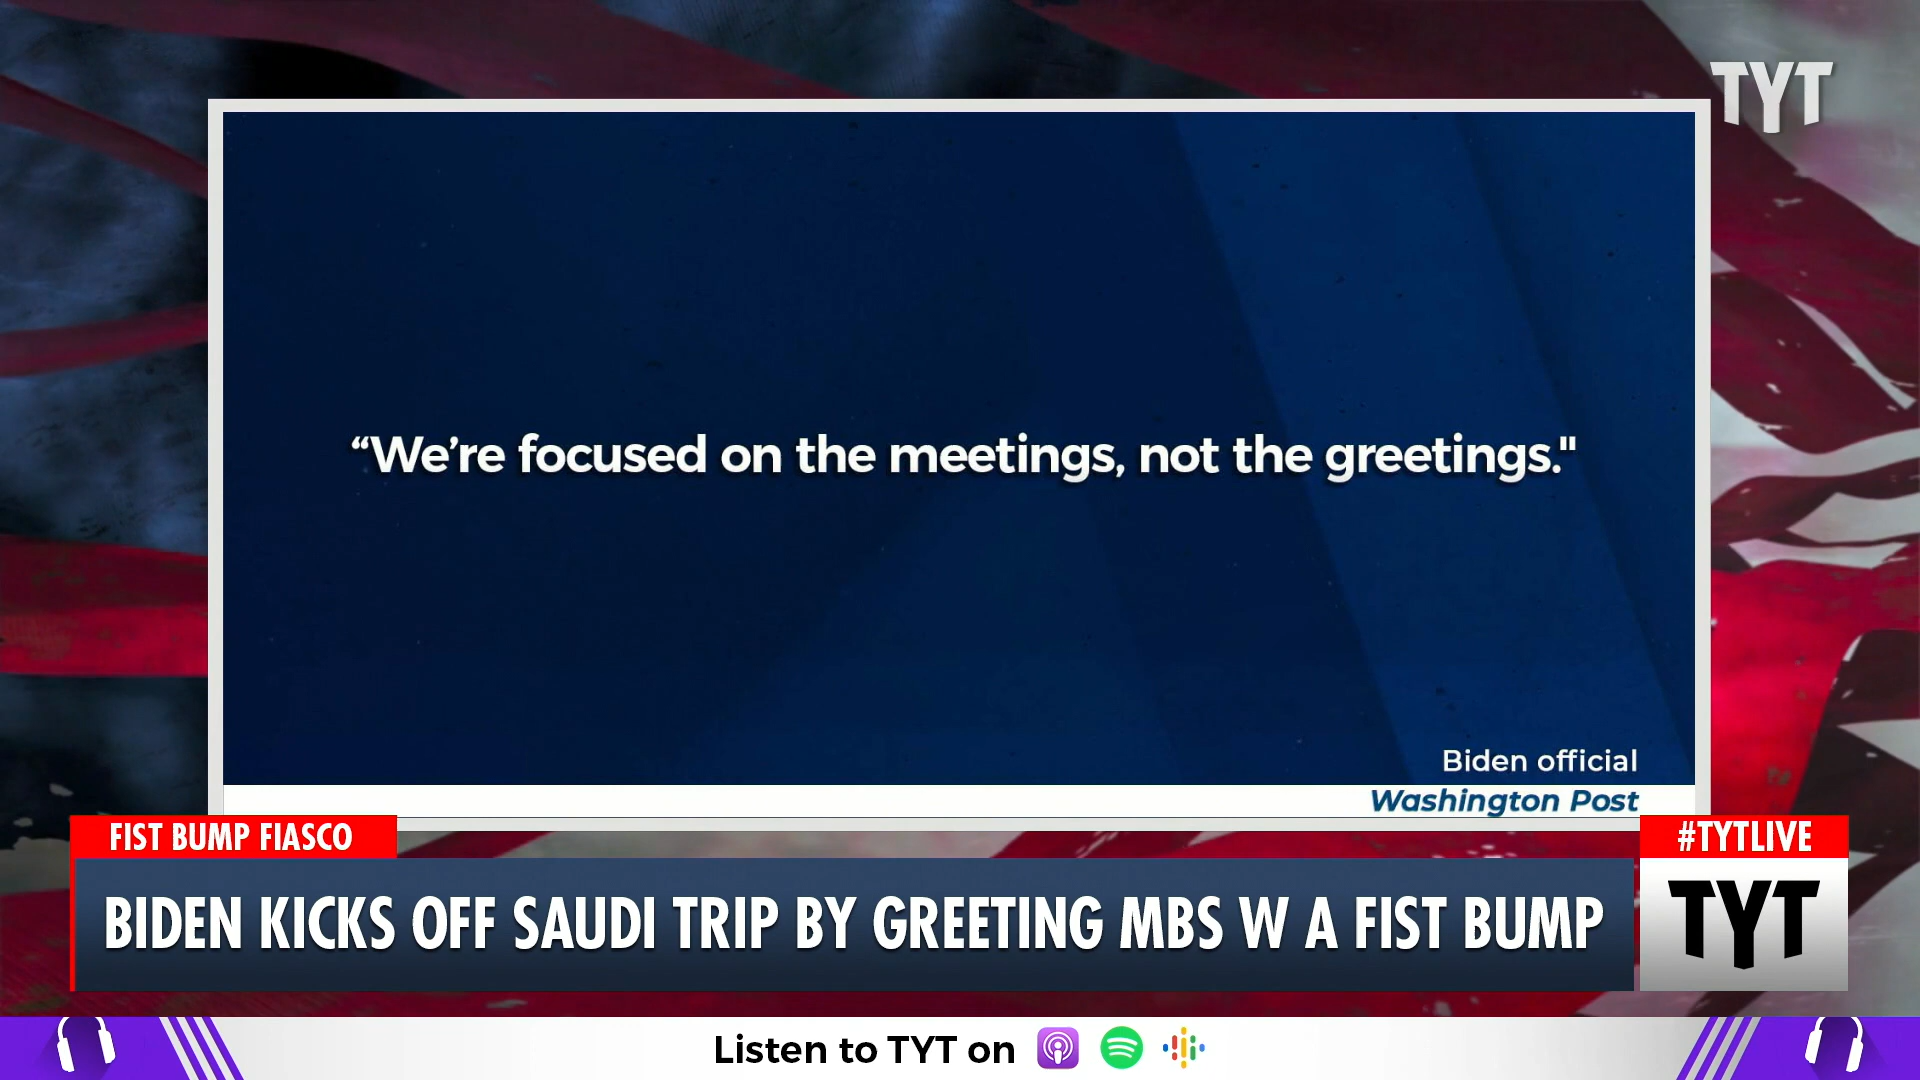 TYT
“We’re focused on the meetings, not the greetings."
Biden official
Washington Post
FIST BUMP FIASCO
#TYTLIVE
BIDEN KICKS OFF SAUDI TRIP BY GREETING MBS W A FIST BUMP
TYT
Listen to TYT on